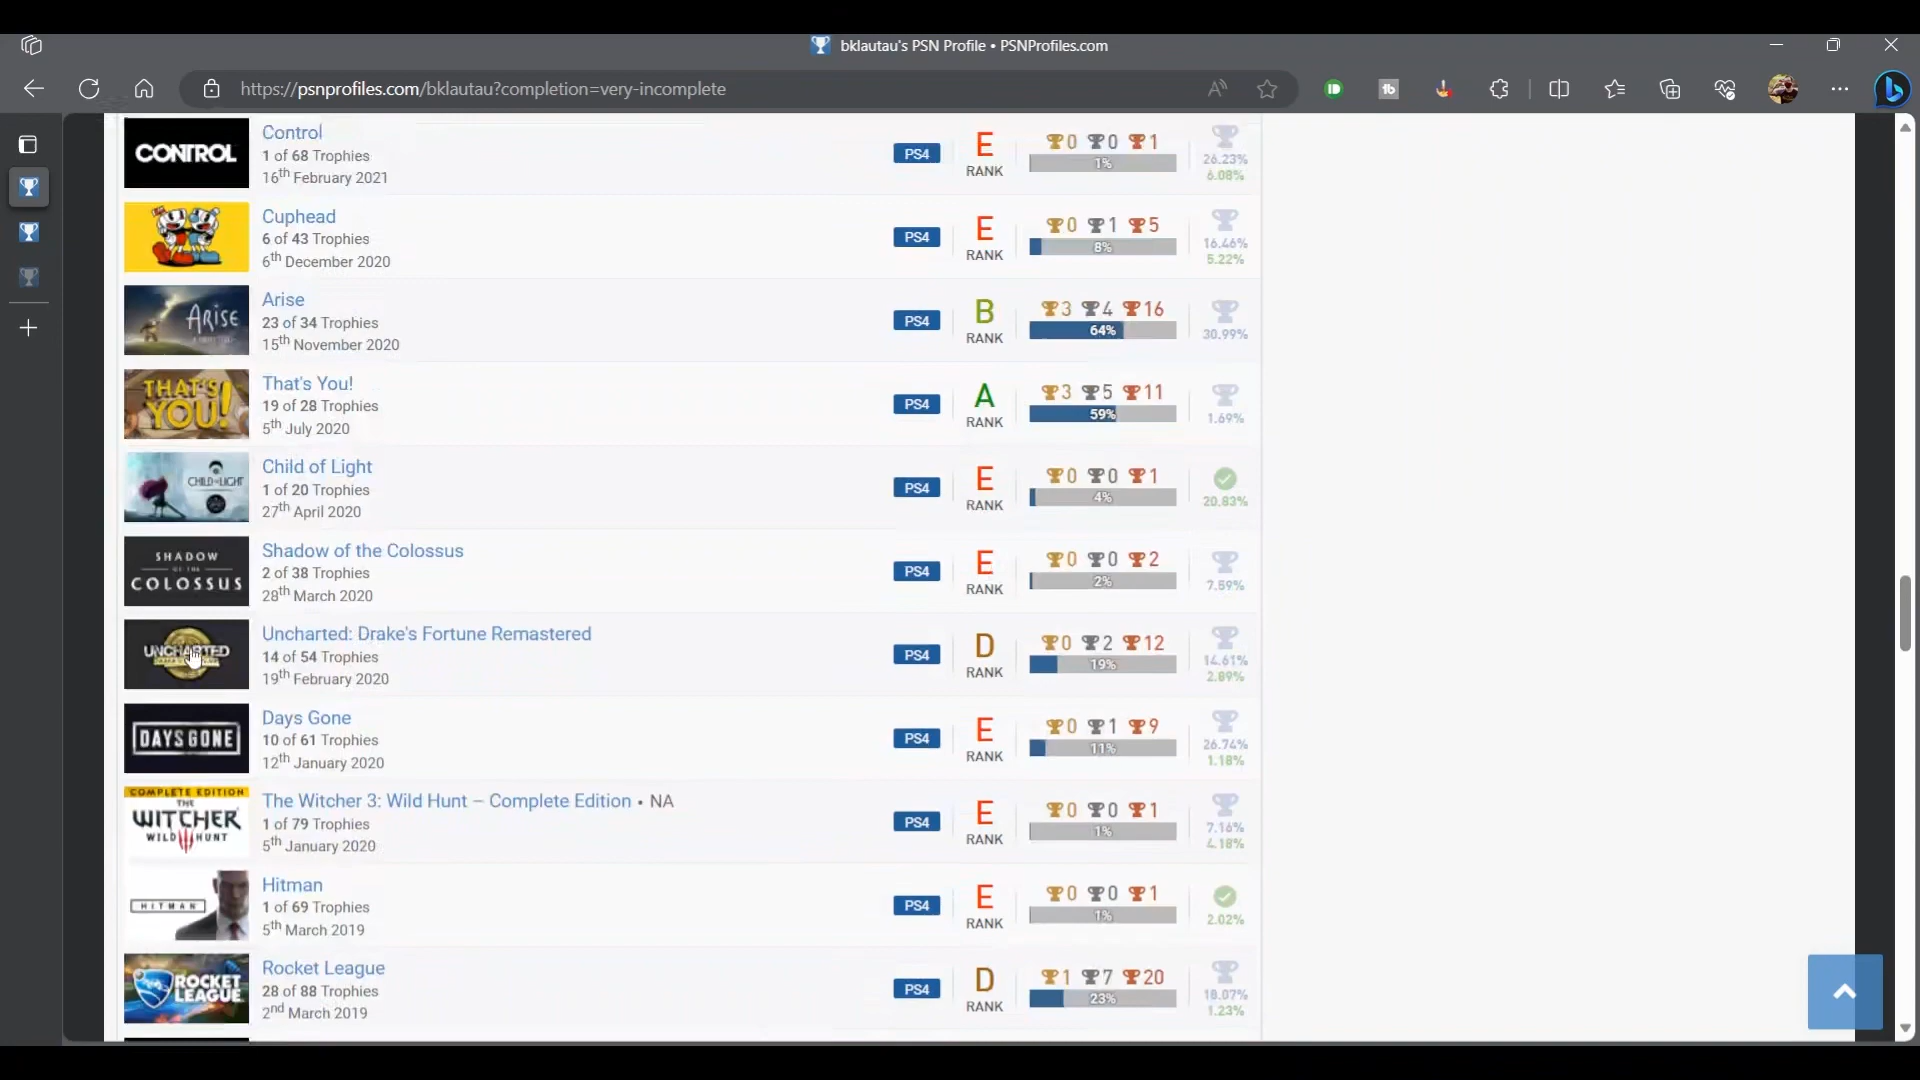 bklautau's PSN Profile • PSNProfiles.com
https://psnprofiles.com/bklautau?completion=very-incomplete
CONTROL
Control
1 of 68 Trophies
16th February 2021
PS4
E
RANK
0 0 1
1%
26.23%
6.08%
Cuphead
6 of 43 Trophies
6th December 2020
PS4
E
RANK
0 1 5
8%
16.46%
5.22%
ARISE
Arise
23 of 34 Trophies
15th November 2020
PS4
B
RANK
3 4 16
64%
30.99%
THAT'S YOU!
That's You!
19 of 28 Trophies
5th July 2020
PS4
A
RANK
3 5 11
59%
1.69%
CHILD of LIGHT
Child of Light
1 of 20 Trophies
27th April 2020
PS4
E
RANK
0 0 1
4%
20.83%
SHADOW
OF THE
COLOSSUS
Shadow of the Colossus
2 of 38 Trophies
28th March 2020
PS4
E
RANK
0 0 2
2%
7.59%
UNCHARTED
Uncharted: Drake's Fortune Remastered
14 of 54 Trophies
19th February 2020
PS4
D
RANK
0 2 12
19%
14.61%
2.89%
DAYS GONE
Days Gone
10 of 61 Trophies
12th January 2020
PS4
E
RANK
0 1 9
11%
26.74%
1.18%
COMPLETE EDITION
THE
WITCHER
WILD HUNT
The Witcher 3: Wild Hunt – Complete Edition • NA
1 of 79 Trophies
5th January 2020
PS4
E
RANK
0 0 1
1%
7.16%
4.18%
HITMAN
Hitman
1 of 69 Trophies
5th March 2019
PS4
E
RANK
0 0 1
1%
2.02%
ROCKET
LEAGUE
Rocket League
28 of 88 Trophies
2nd March 2019
PS4
D
RANK
1 7 20
23%
18.07%
1.23%